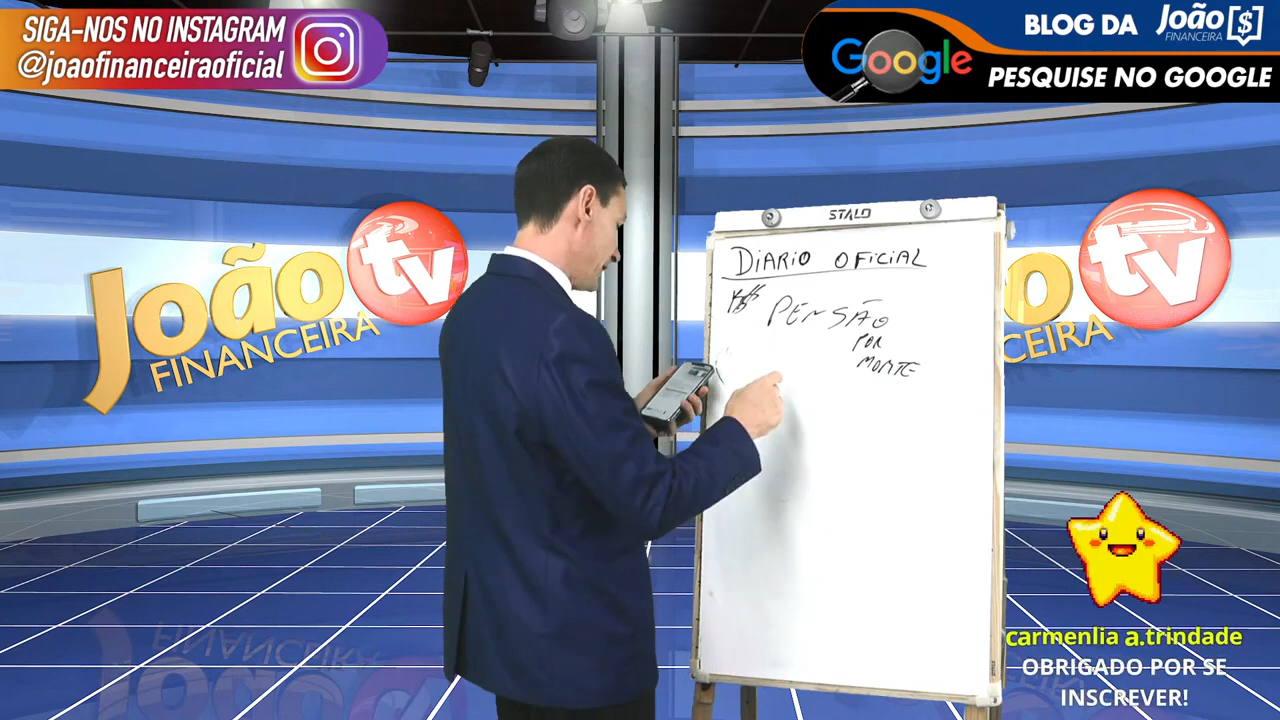 SIGA-NOS NO INSTAGRAM
@joaofinanceiraoficial
BLOG DA João FINANCEIRA
Google
PESQUISE NO GOOGLE
STALO
DIARIO OFICIAL
PENSÃO
POR
MORTE
João tv
FINANCEIRA
o tv
CEIRA
carmenlia a.trindade
OBRIGADO POR SE
INSCREVER!